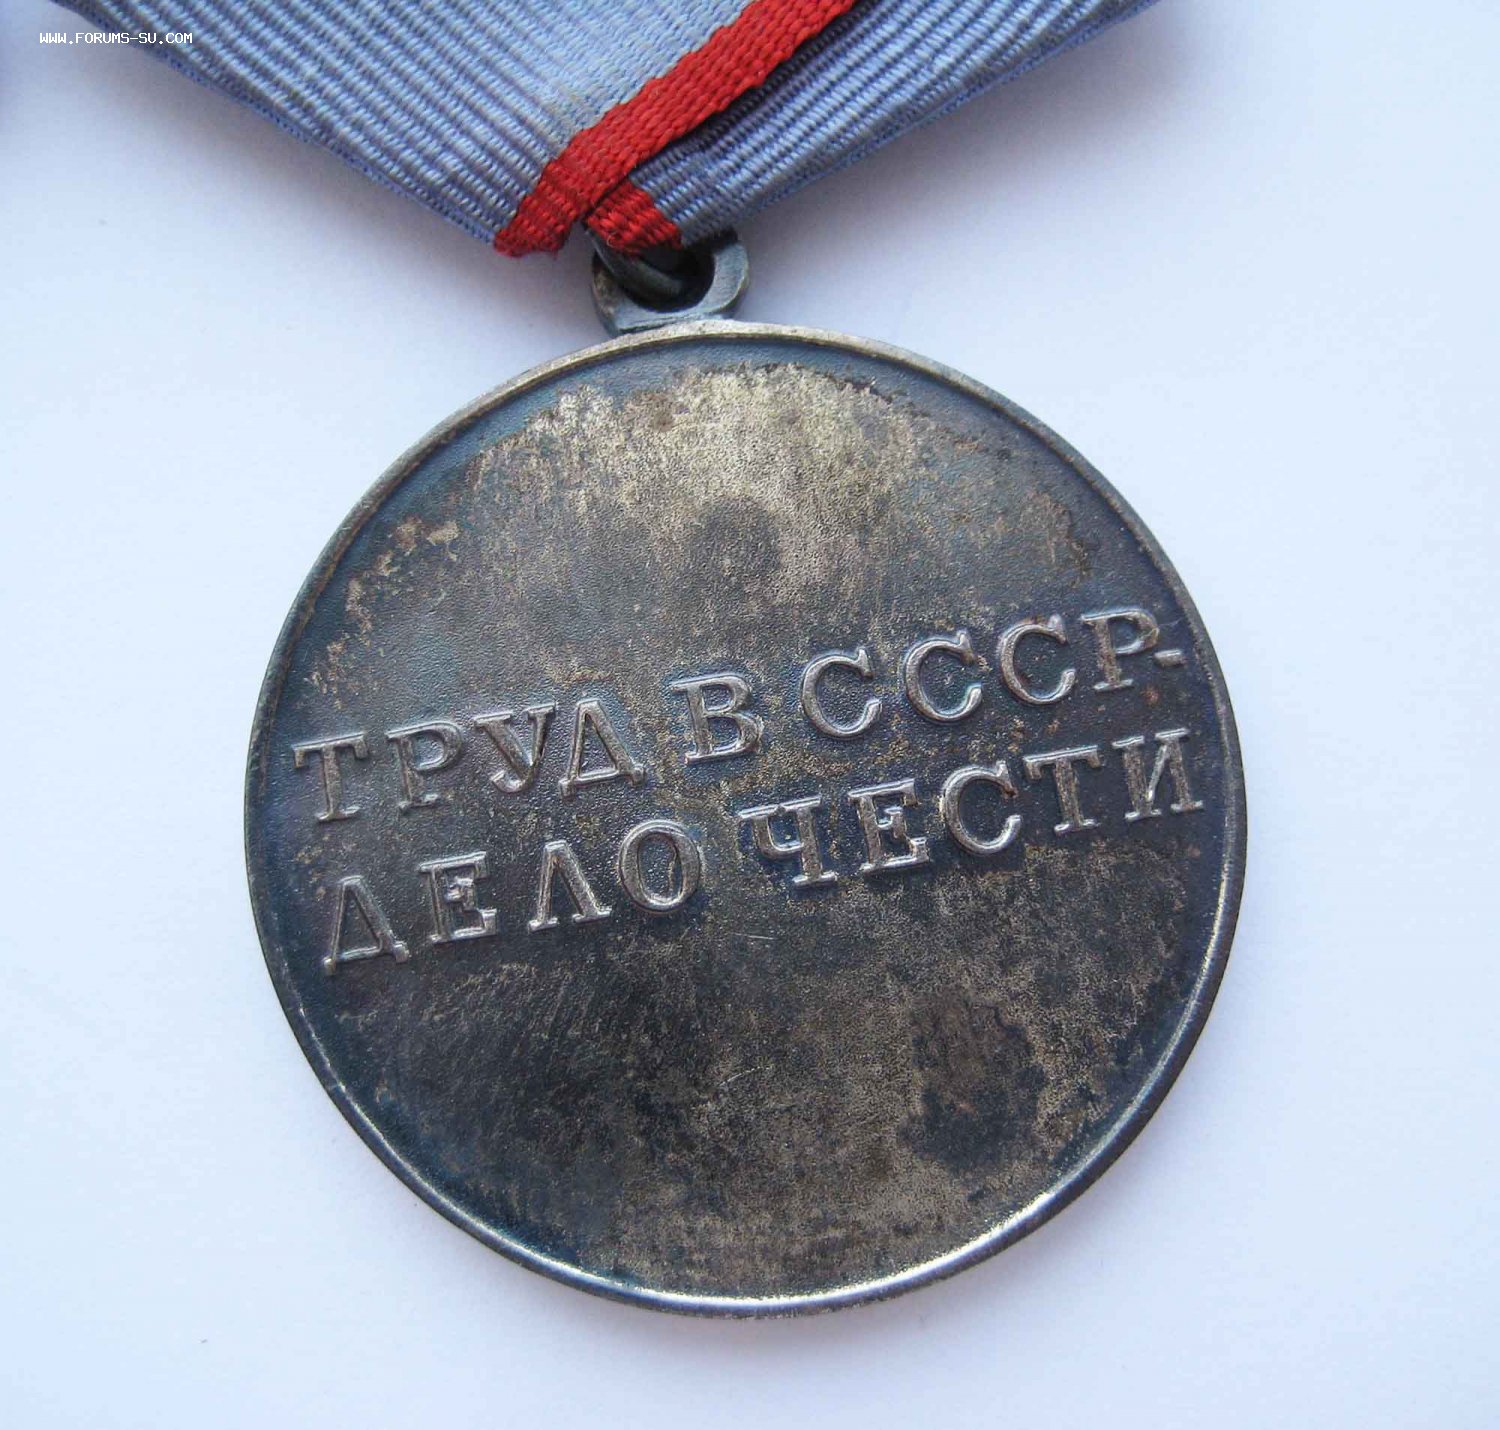 WWW.FORUMS-SU.COM
ТРУД В СССР-
ДЕЛО ЧЕСТИ